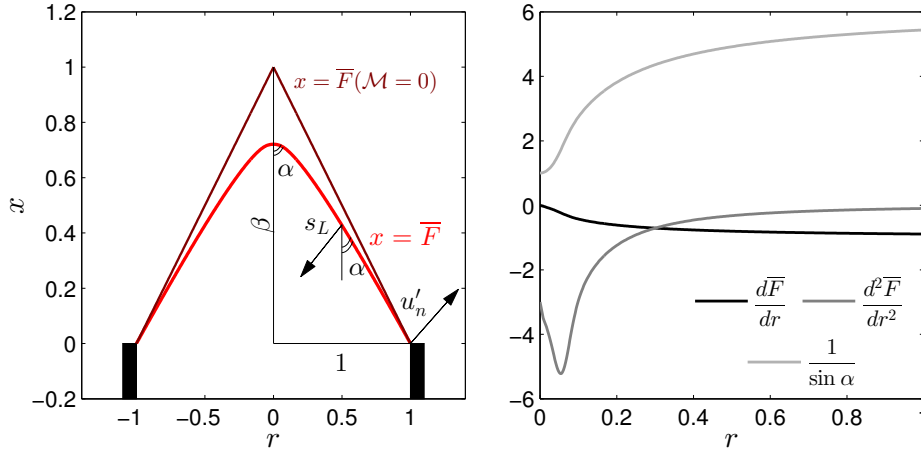 1.2
1
0.8
0.6
0.4
0.2
0
−0.2
−1
−0.5
0
0.5
1
x
r
x = F̅(ℳ = 0)
α
β
s_L
x = F̅
α
u′_n
1
6
4
2
0
−2
−4
−6
0
0.2
0.4
0.6
0.8
1
r
dF̅/dr
d²F̅/dr²
1/sin α